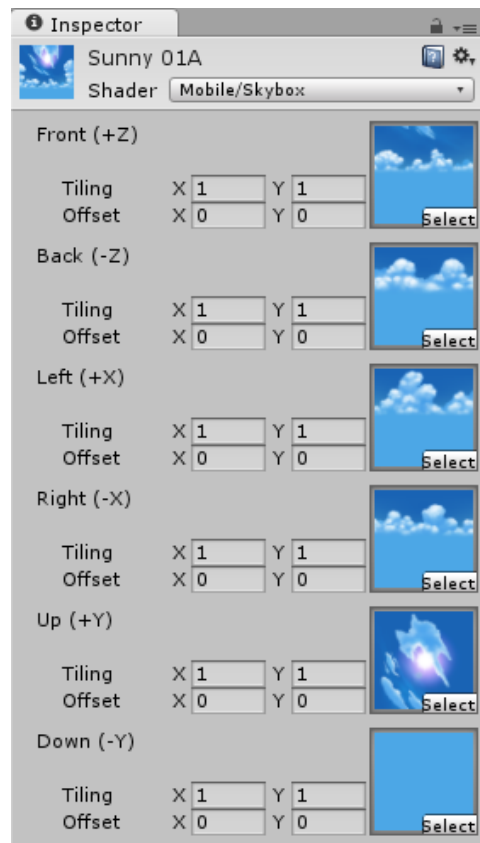 Inspector
Sunny 01A
Shader Mobile/Skybox
Front (+Z)
Tiling X 1 Y 1
Offset X 0 Y 0
Select
Back (-Z)
Tiling X 1 Y 1
Offset X 0 Y 0
Select
Left (+X)
Tiling X 1 Y 1
Offset X 0 Y 0
Select
Right (-X)
Tiling X 1 Y 1
Offset X 0 Y 0
Select
Up (+Y)
Tiling X 1 Y 1
Offset X 0 Y 0
Select
Down (-Y)
Tiling X 1 Y 1
Offset X 0 Y 0
Select